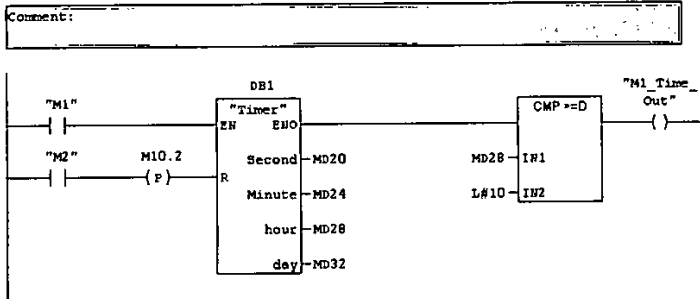 Comment:
DB1
"M1_Time_
Out"
"M1"
"Timer"
CMP >=D
EN ENO
"M2" M10.2
Second MD20
MD28 IN1
(P)
R
Minute MD24
L#10 IN2
hour MD28
day MD32